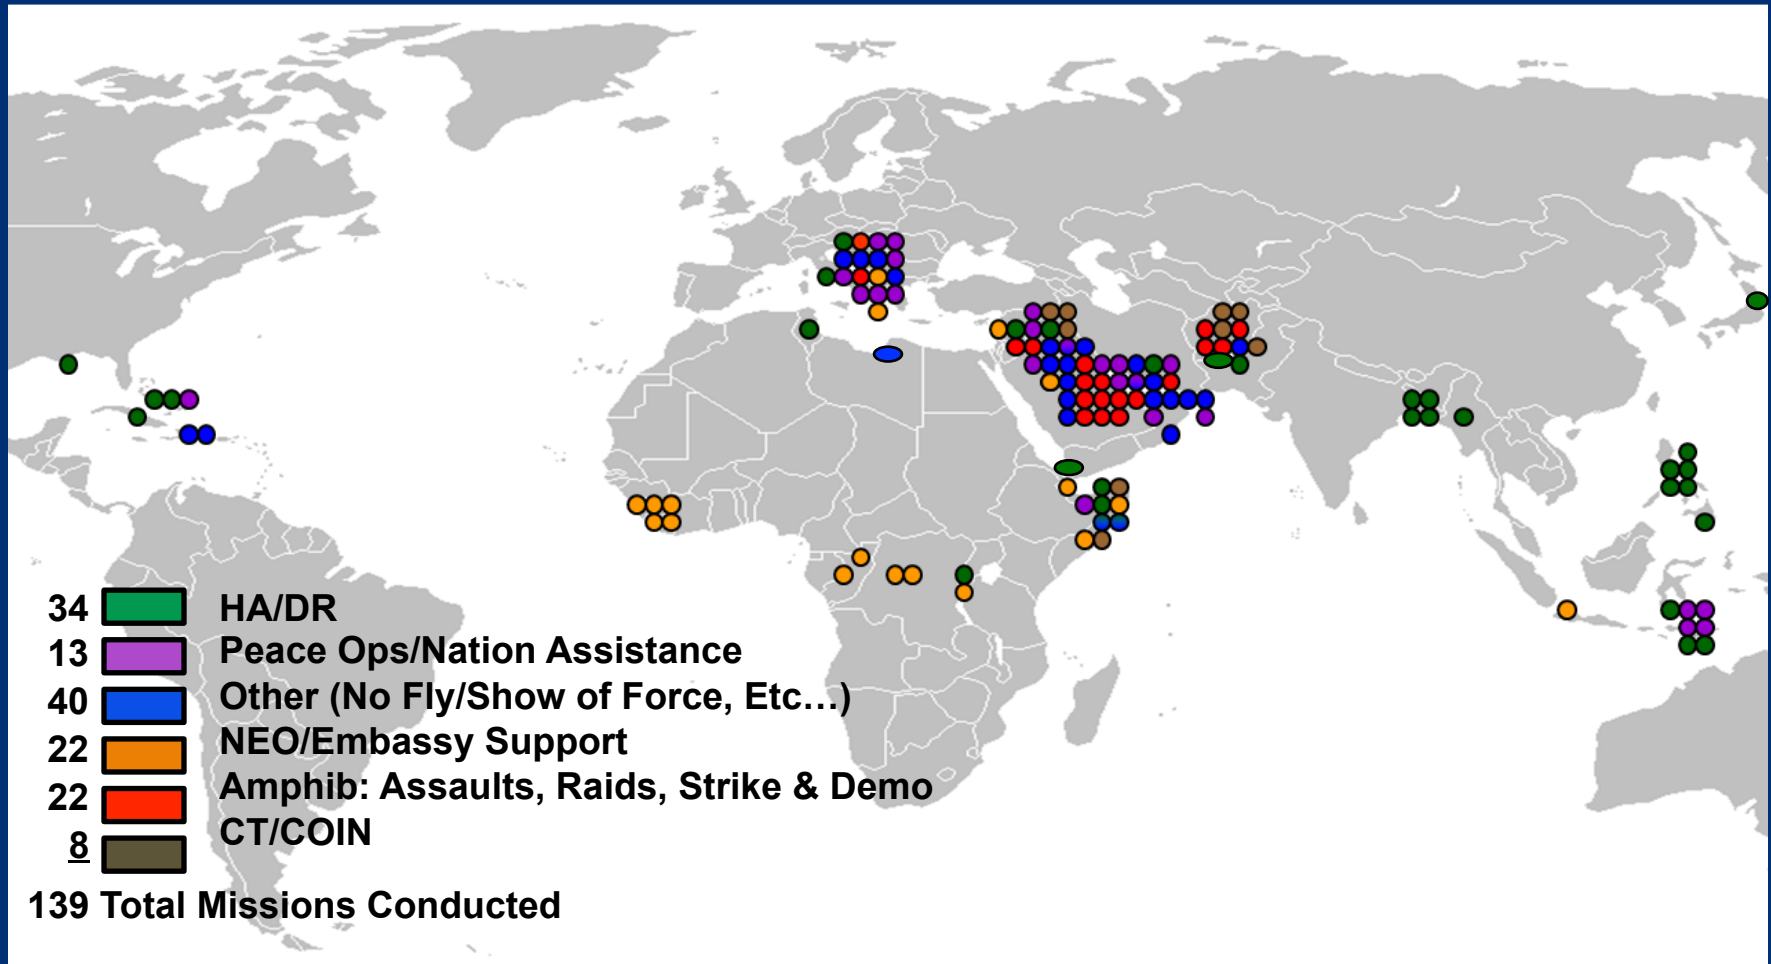 34 HA/DR
13 Peace Ops/Nation Assistance
40 Other (No Fly/Show of Force, Etc…)
22 NEO/Embassy Support
22 Amphib: Assaults, Raids, Strike & Demo
8 CT/COIN
139 Total Missions Conducted